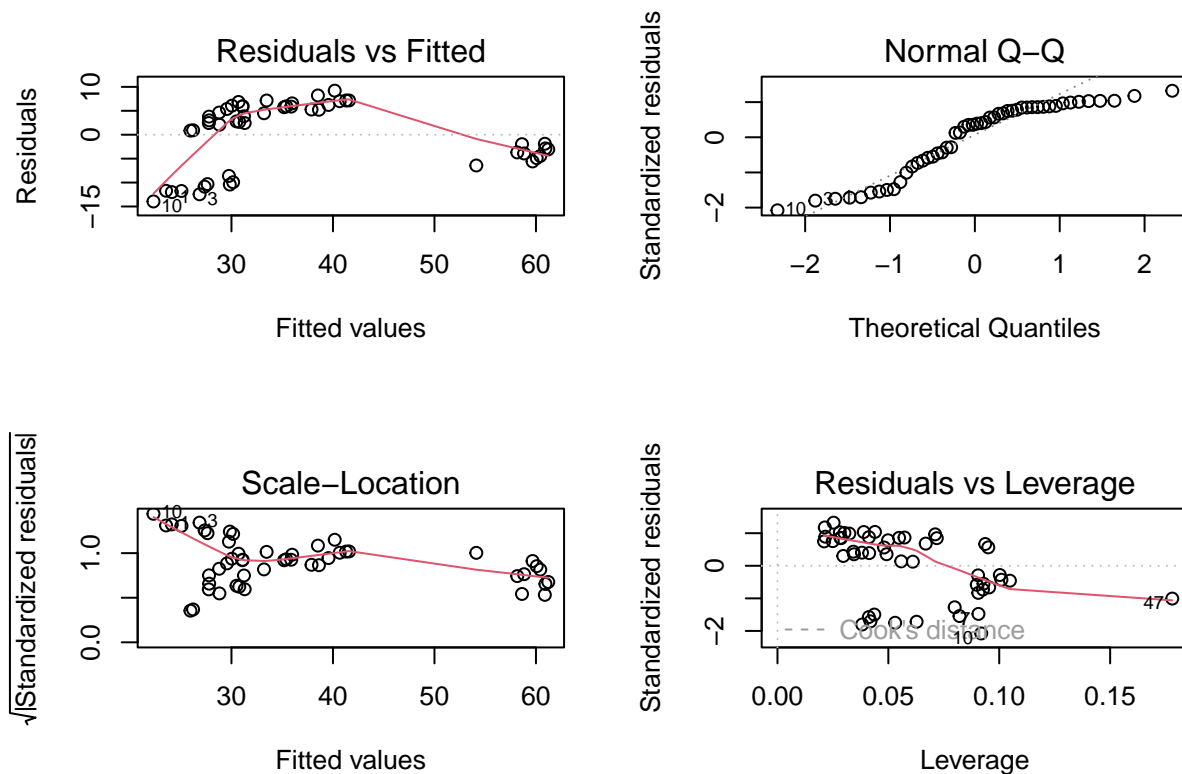 Residuals vs Fitted
Residuals
10
0
−15
10
1
3
30
40
50
60
Fitted values
Normal Q−Q
Standardized residuals
0
−2
10
3
−2
−1
0
1
2
Theoretical Quantiles
Scale−Location
√|Standardized residuals|
1.0
0.0
10
1
3
30
40
50
60
Fitted values
Residuals vs Leverage
Standardized residuals
0
−2
47
7
10
Cook's distance
0.00
0.05
0.10
0.15
Leverage